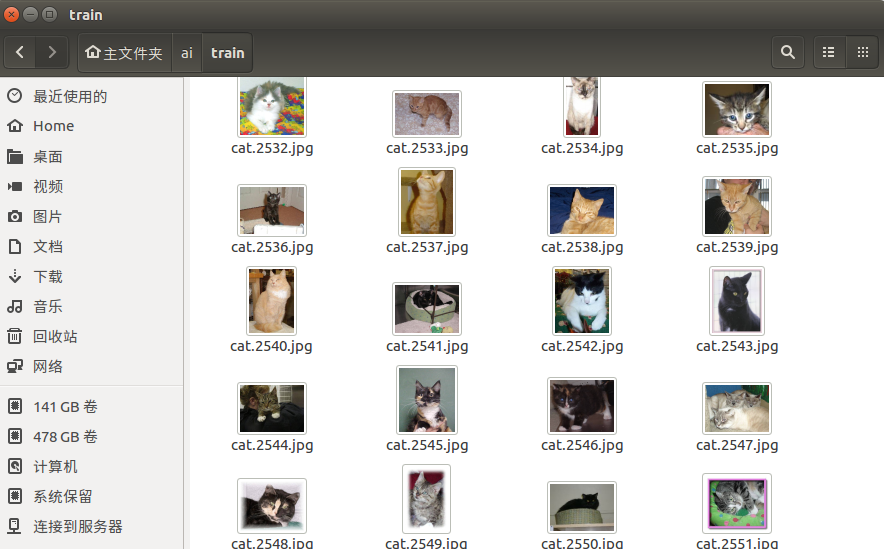 train
主文件夹 ai train
最近使用的
Home
桌面
视频
图片
文档
下载
音乐
回收站
网络
141 GB 卷
478 GB 卷
计算机
系统保留
连接到服务器
cat.2532.jpg cat.2533.jpg cat.2534.jpg cat.2535.jpg
cat.2536.jpg cat.2537.jpg cat.2538.jpg cat.2539.jpg
cat.2540.jpg cat.2541.jpg cat.2542.jpg cat.2543.jpg
cat.2544.jpg cat.2545.jpg cat.2546.jpg cat.2547.jpg
cat.2548.jpg cat.2549.jpg cat.2550.jpg cat.2551.jpg